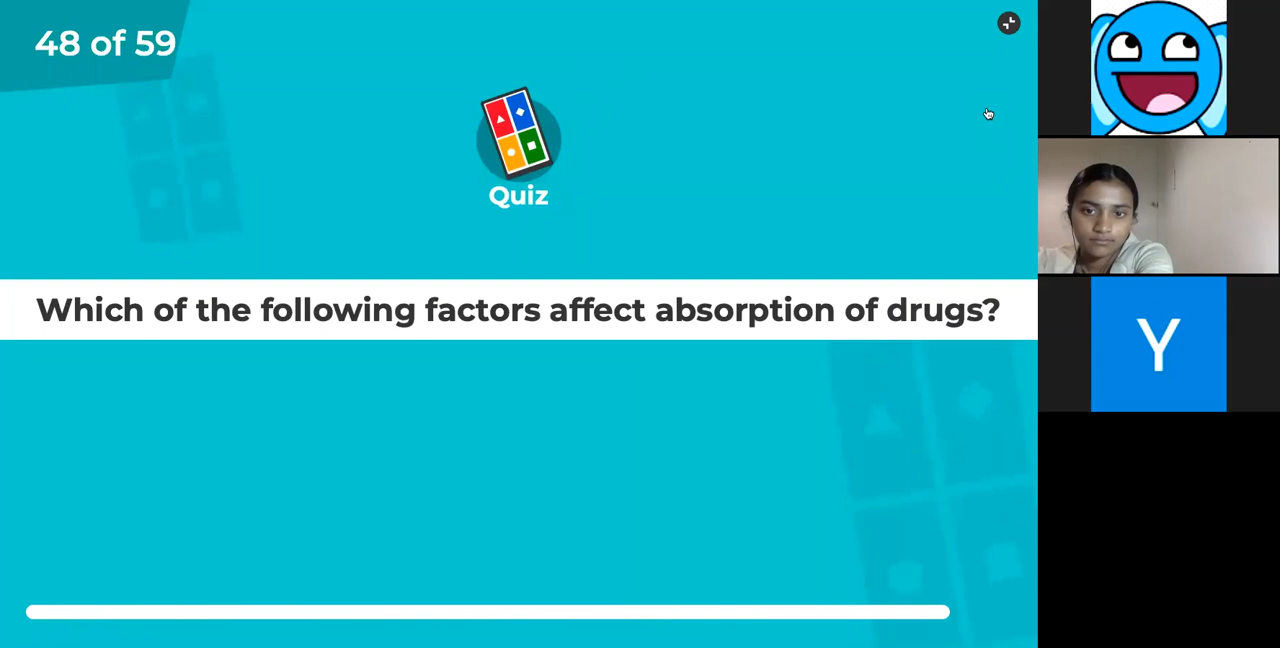 48 of 59
Quiz
Which of the following factors affect absorption of drugs?
Y